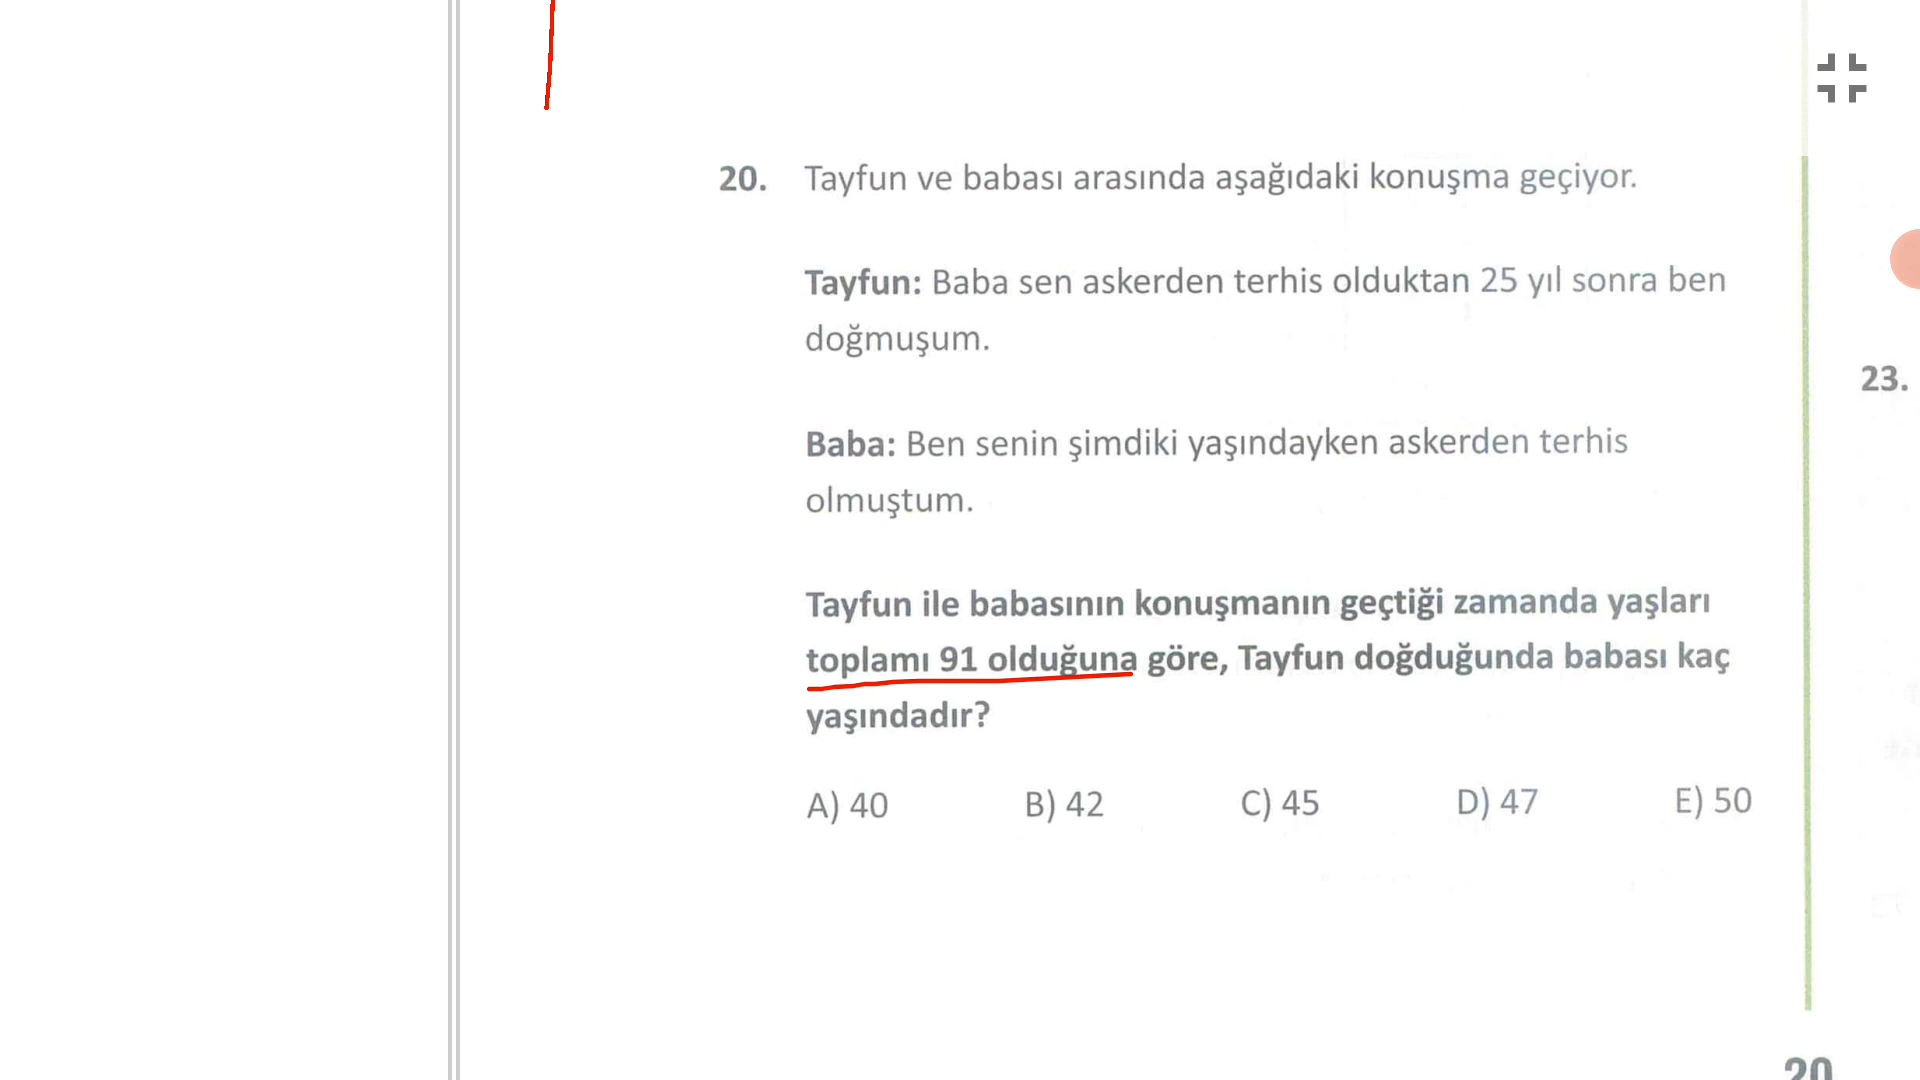 20. Tayfun ve babası arasında aşağıdaki konuşma geçiyor.
Tayfun: Baba sen askerden terhis olduktan 25 yıl sonra ben
doğmuşum.
Baba: Ben senin şimdiki yaşındayken askerden terhis
olmuştum.
Tayfun ile babasının konuşmanın geçtiği zamanda yaşları
toplamı 91 olduğuna göre, Tayfun doğduğunda babası kaç
yaşındadır?
A) 40 B) 42 C) 45 D) 47 E) 50
23.
20